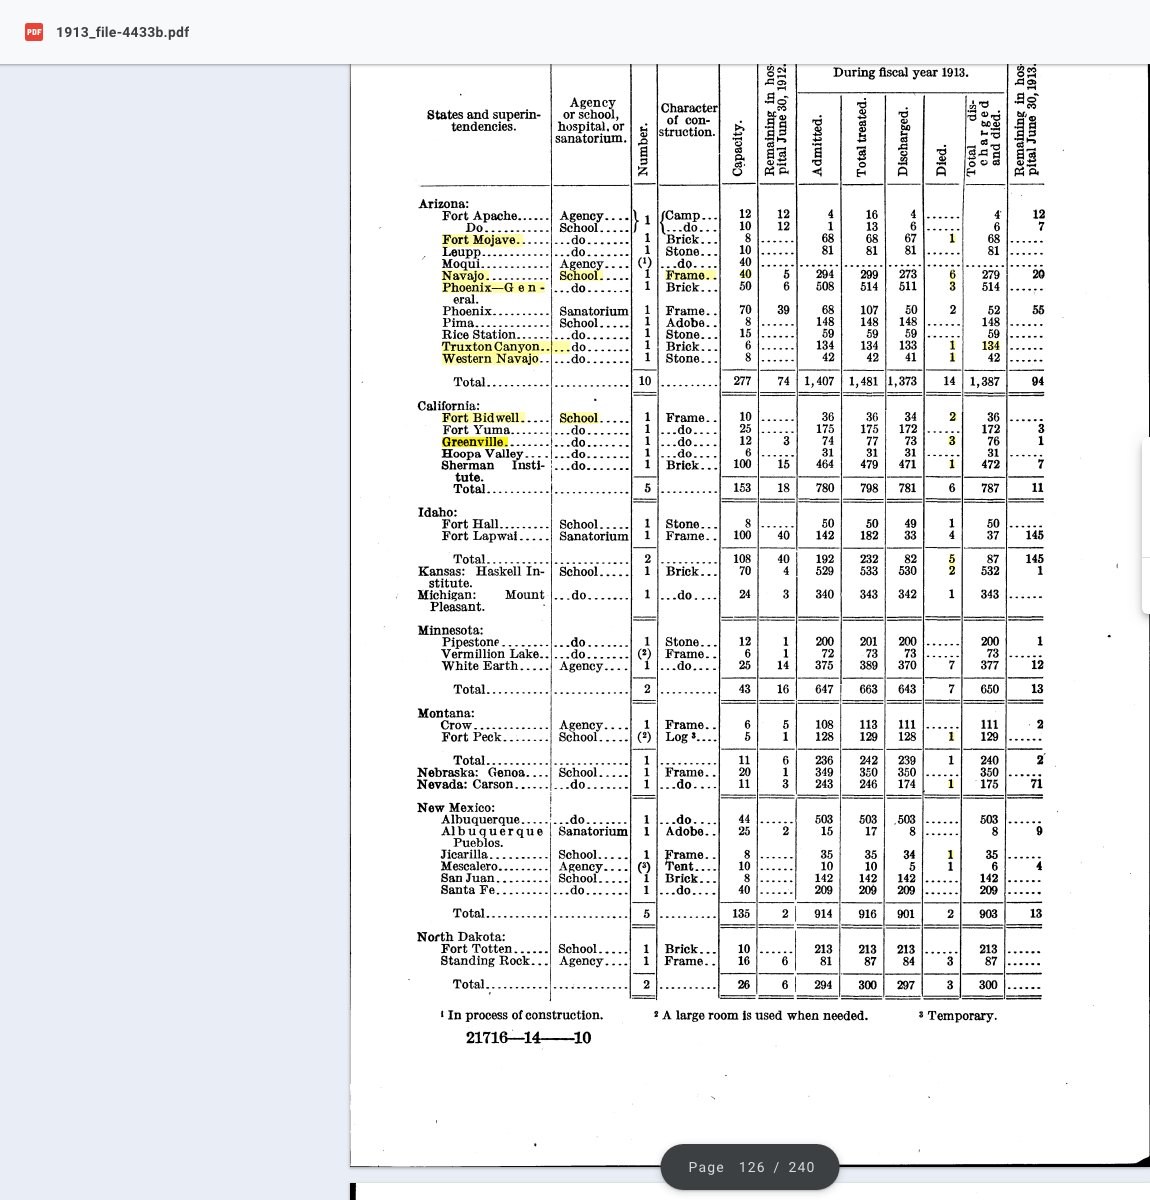 PDF 1913_file-4433b.pdf
During fiscal year 1913.
States and superin-
tendencies.
Agency
or school,
hospital, or
sanatorium.
Number.
Character
of con-
struction.
Capacity.
Remaining in hos-
pital June 30, 1912.
Admitted.
Total treated.
Discharged.
Died.
Total dis-
charged
and died.
Remaining in hos-
pital June 30, 1913.
Arizona:
Fort Apache...... Agency.... } 1 {Camp... 12 12 4 16 4 ...... 4 12
Do........... School..... ...do.... 10 12 1 13 6 ...... 6 7
Fort Mojave...... ...do....... 1 Brick... 8 ...... 68 68 67 1 68 ......
Leupp........... ...do....... 1 Stone... 10 ...... 81 81 81 ...... 81 ......
Moqui........... Agency.... (1) ...do.... 40 ...... ...... ...... ...... ...... ...... ......
Navajo.......... School..... 1 Frame.. 40 5 294 299 273 6 279 20
Phoenix—Gen- ...do....... 1 Brick... 50 6 508 514 511 3 514 ......
eral.
Phoenix.......... Sanatorium 1 Frame.. 70 39 68 107 50 2 52 55
Pima............ School..... 1 Adobe.. 8 ...... 148 148 148 ...... 148 ......
Rice Station...... ...do....... 1 Stone... 15 ...... 59 59 59 ...... 59 ......
Truxton Canyon.. ...do....... 1 Brick... 6 ...... 134 134 133 1 134 ......
Western Navajo.. ...do....... 1 Stone... 8 ...... 42 42 41 1 42 ......
Total........... ............ 10 .......... 277 74 1,407 1,481 1,373 14 1,387 94
California:
Fort Bidwell..... School..... 1 Frame.. 10 ...... 36 36 34 2 36 ......
Fort Yuma....... ...do....... 1 ...do.... 25 ...... 175 175 172 ...... 172 3
Greenville........ ...do....... 1 ...do.... 12 3 74 77 73 3 76 1
Hoopa Valley.... ...do....... 1 ...do.... 6 ...... 31 31 31 ...... 31 ......
Sherman Insti- ...do....... 1 Brick... 100 15 464 479 471 1 472 7
tute.
Total........... ............ 5 .......... 153 18 780 798 781 6 787 11
Idaho:
Fort Hall......... School..... 1 Stone... 8 ...... 50 50 49 1 50 ......
Fort Lapwai..... Sanatorium 1 Frame.. 100 40 142 182 33 4 37 145
Total........... ............ 2 .......... 108 40 192 232 82 5 87 145
Kansas: Haskell In- School..... 1 Brick... 70 4 529 533 530 2 532 1
stitute.
Michigan: Mount ...do....... 1 ...do.... 24 3 340 343 342 1 343 ......
Pleasant.
Minnesota:
Pipestone........ ...do....... 1 Stone... 12 1 200 201 200 ...... 200 1
Vermillion Lake.. ...do....... (2) Frame.. 6 1 72 73 73 ...... 73 ......
White Earth..... Agency.... 1 ...do.... 25 14 375 389 370 7 377 12
Total........... ............ 2 .......... 43 16 647 663 643 7 650 13
Montana:
Crow............ Agency.... 1 Frame.. 6 5 108 113 111 ...... 111 2
Fort Peck........ School..... (2) Log 3.... 5 1 128 129 128 1 129 ......
Total........... ............ 1 .......... 11 6 236 242 239 1 240 2
Nebraska: Genoa.... School..... 1 Frame.. 20 1 349 350 350 ...... 350 ......
Nevada: Carson...... ...do....... 1 ...do.... 11 3 243 246 174 1 175 71
New Mexico:
Albuquerque..... ...do....... 1 ...do.... 44 ...... 503 503 503 ...... 503 ......
Albuquerque Sanatorium 1 Adobe.. 25 2 15 17 8 ...... 8 9
Pueblos.
Jicarilla.......... School..... 1 Frame.. 8 ...... 35 35 34 1 35 ......
Mescalero........ Agency.... (3) Tent.... 10 ...... 10 10 5 1 6 4
San Juan......... School..... 1 Brick... 8 ...... 142 142 142 ...... 142 ......
Santa Fe......... ...do....... 1 ...do.... 40 ...... 209 209 209 ...... 209 ......
Total........... ............ 5 .......... 135 2 914 916 901 2 903 13
North Dakota:
Fort Totten...... School..... 1 Brick... 10 ...... 213 213 213 ...... 213 ......
Standing Rock... Agency.... 1 Frame.. 16 6 81 87 84 3 87 ......
Total........... ............ 2 .......... 26 6 294 300 297 3 300 ......
1 In process of construction. 2 A large room is used when needed. 3 Temporary.
21716—14——10
Page 126 / 240